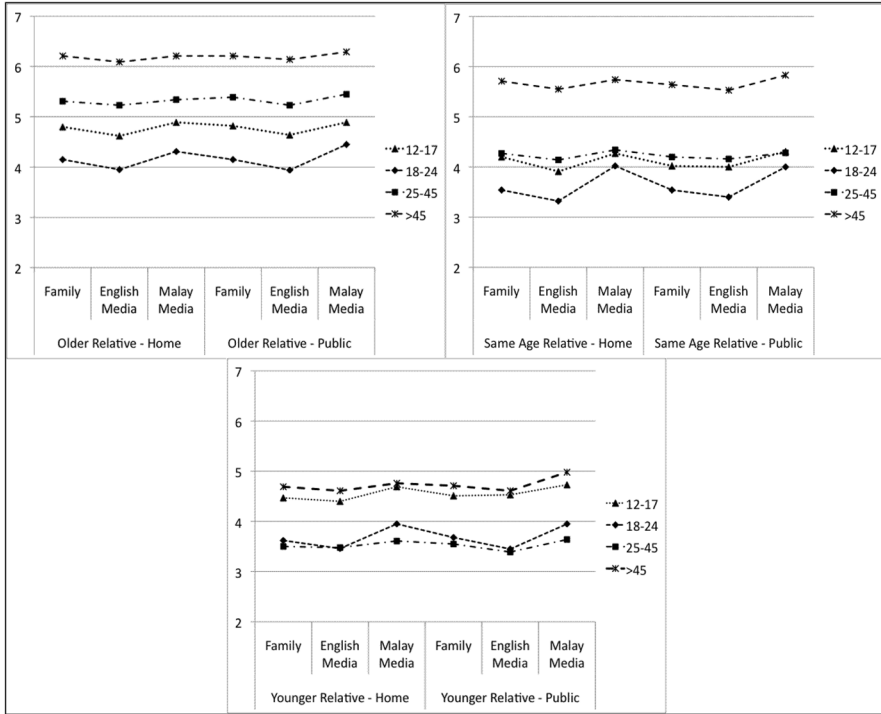 7
6
5
4
3
2
Family
English
Media
Malay
Media
Family
English
Media
Malay
Media
Older Relative - Home
Older Relative - Public
12-17
18-24
25-45
>45
7
6
5
4
3
2
Family
English
Media
Malay
Media
Family
English
Media
Malay
Media
Same Age Relative - Home
Same Age Relative - Public
12-17
18-24
25-45
>45
7
6
5
4
3
2
Family
English
Media
Malay
Media
Family
English
Media
Malay
Media
Younger Relative - Home
Younger Relative - Public
12-17
18-24
25-45
>45